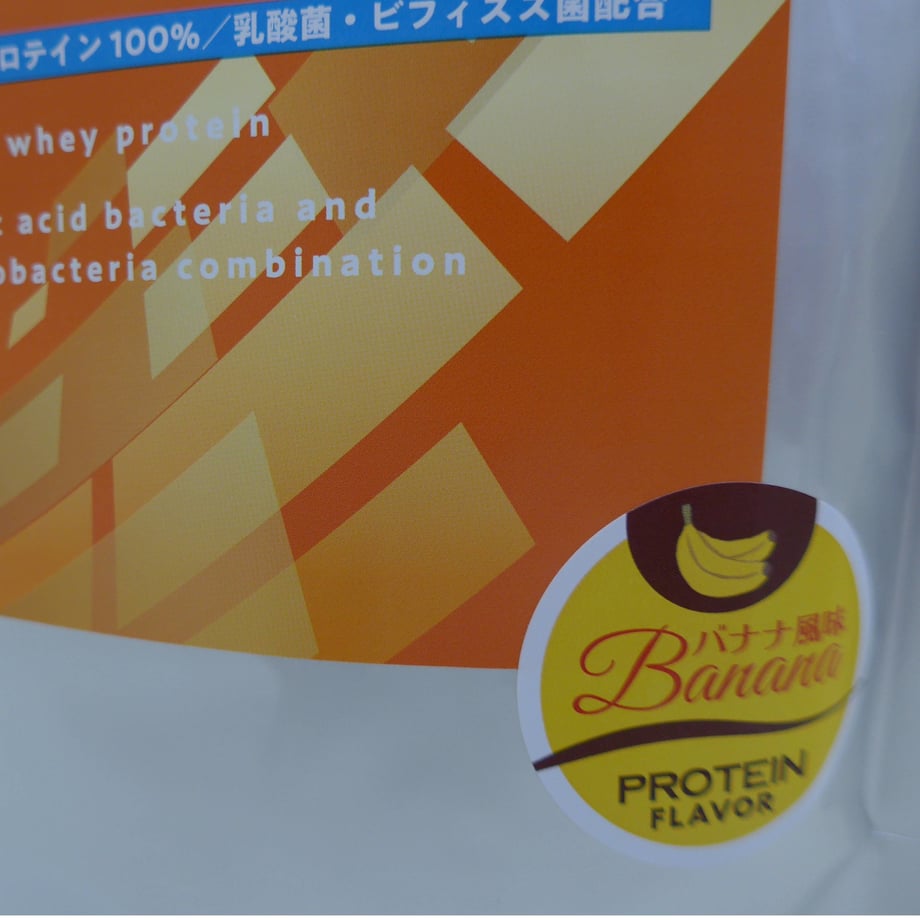 ロテイン100%／乳酸菌・ビフィズス菌配合
whey protein
acid bacteria and
obacteria combination
バナナ風味
Banana
PROTEIN
FLAVOR